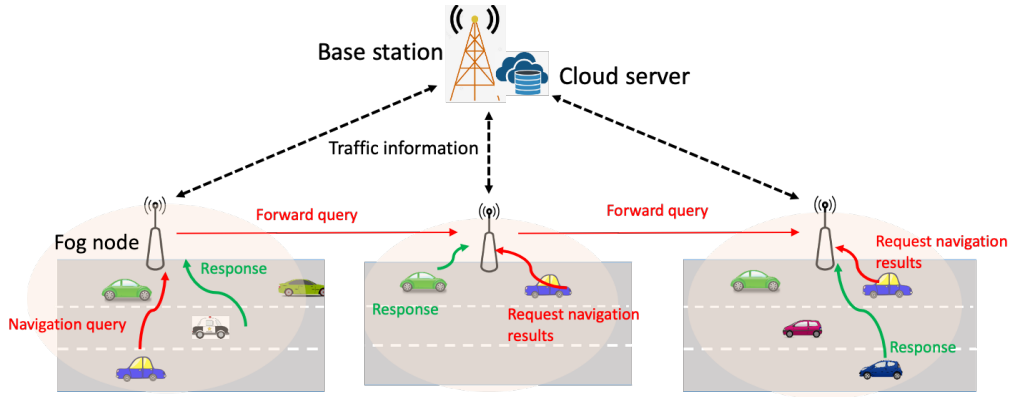 Base station
Cloud server
Traffic information
Forward query
Forward query
Fog node
Response
Navigation query
Response
Request navigation
results
Request navigation
results
Response